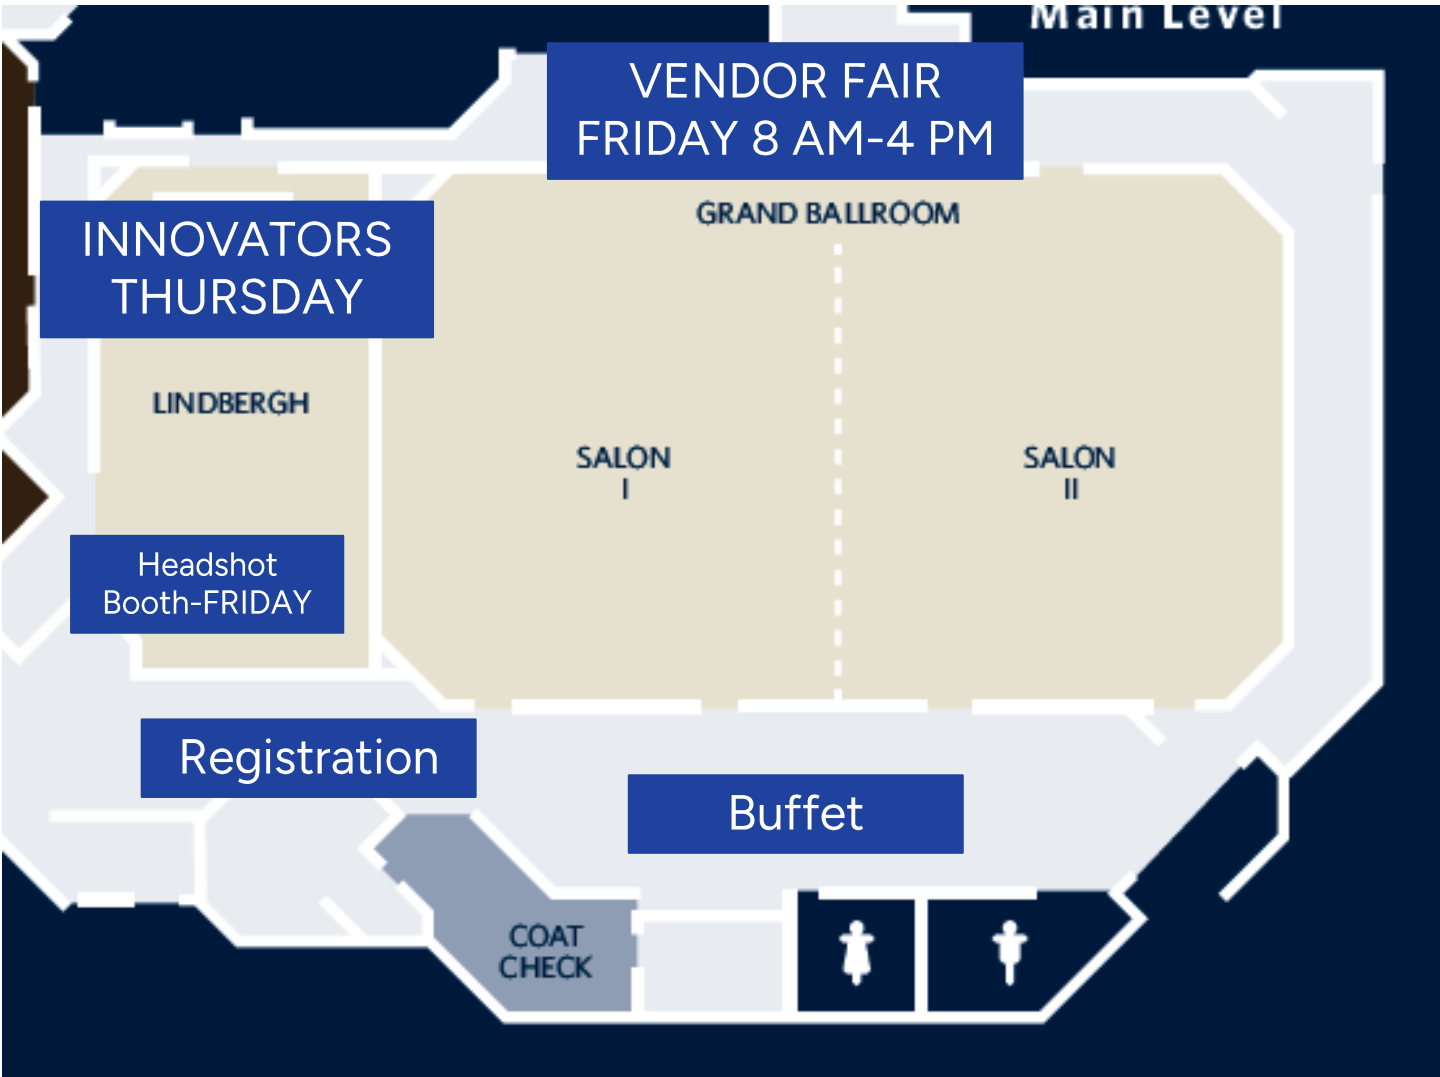 Main Level
VENDOR FAIR
FRIDAY 8 AM-4 PM
GRAND BALLROOM
INNOVATORS
THURSDAY
LINDBERGH
SALON
I
SALON
II
Headshot
Booth-FRIDAY
Registration
Buffet
COAT
CHECK